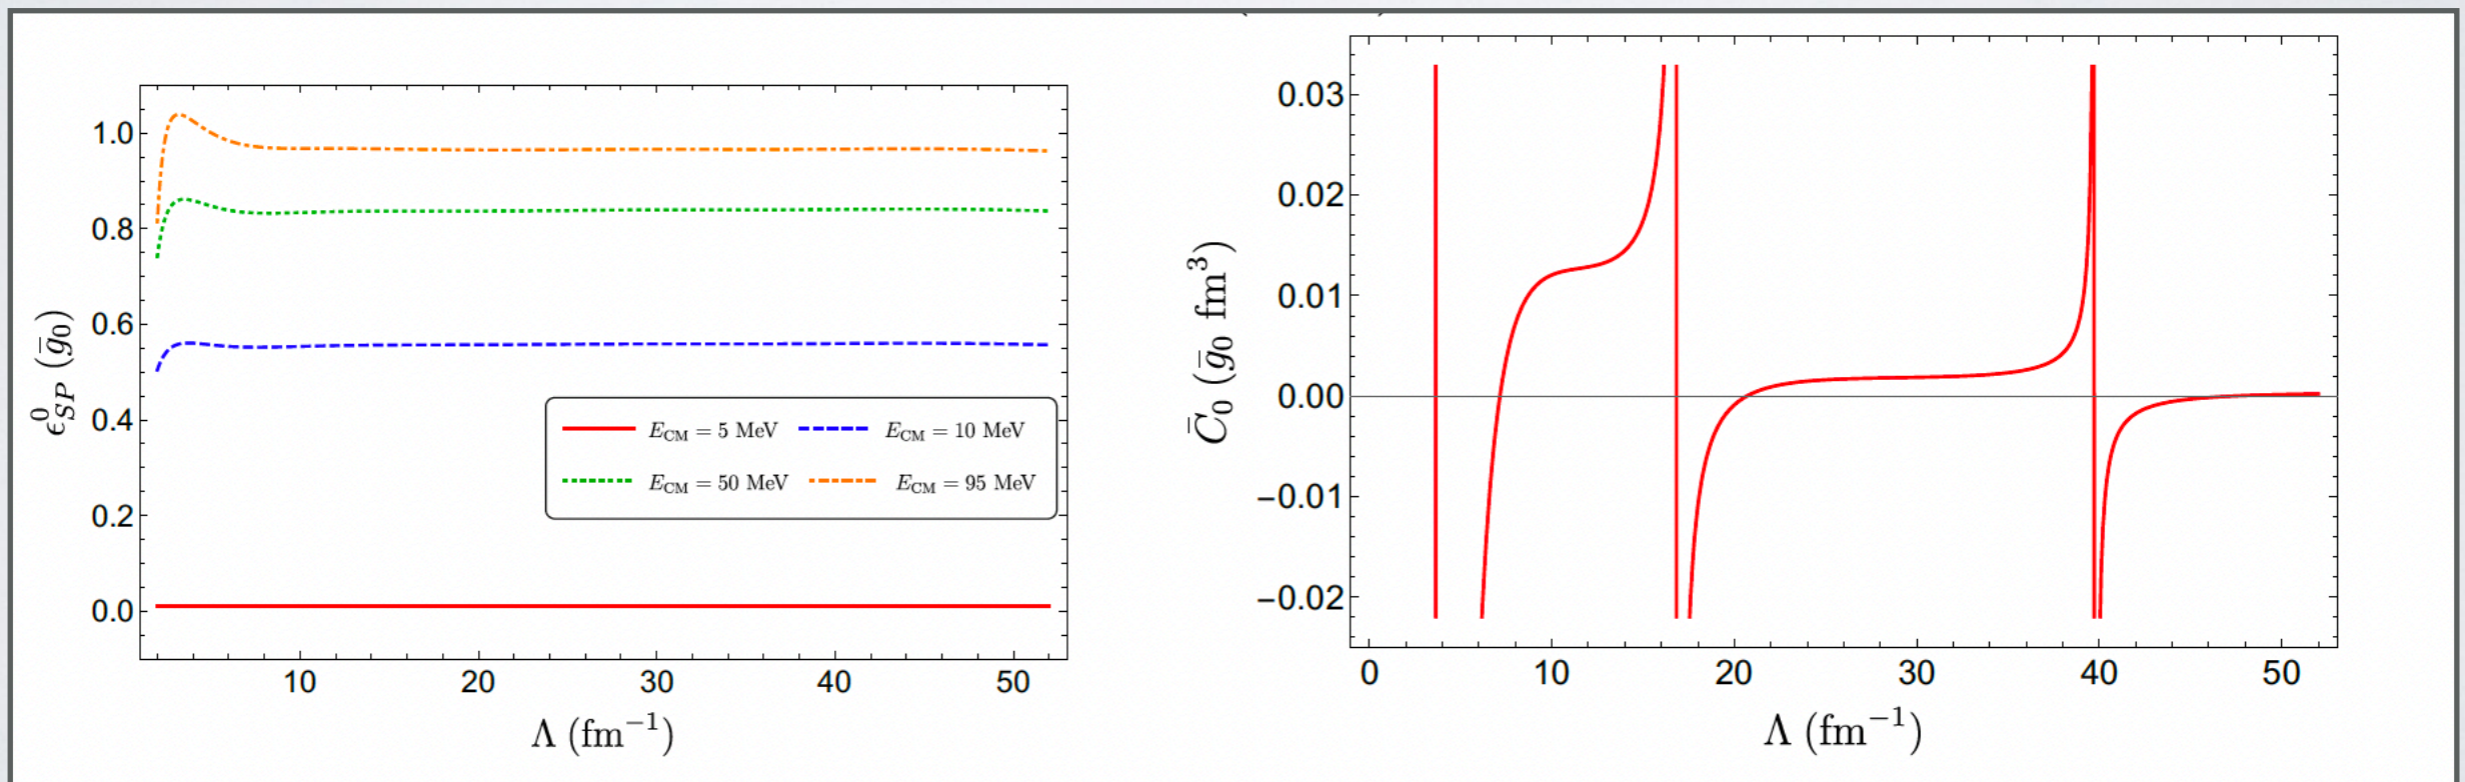 1.0
0.8
0.6
0.4
0.2
0.0
ϵ⁰_SP (ḡ₀)
E_CM = 5 MeV E_CM = 10 MeV
E_CM = 50 MeV E_CM = 95 MeV
10 20 30 40 50
Λ (fm⁻¹)
0.03
0.02
0.01
0.00
−0.01
−0.02
C̄₀ (ḡ₀ fm³)
0 10 20 30 40 50
Λ (fm⁻¹)